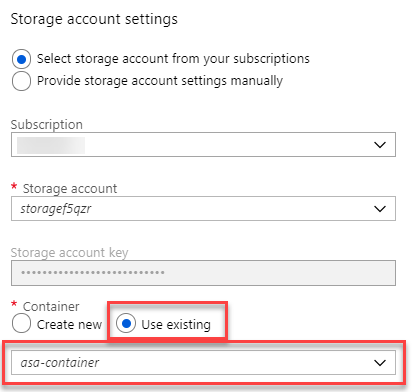 Storage account settings
Select storage account from your subscriptions
Provide storage account settings manually
Subscription
* Storage account
storagef5qzr
Storage account key
••••••••••••••••••••••••••
* Container
Create new Use existing
asa-container